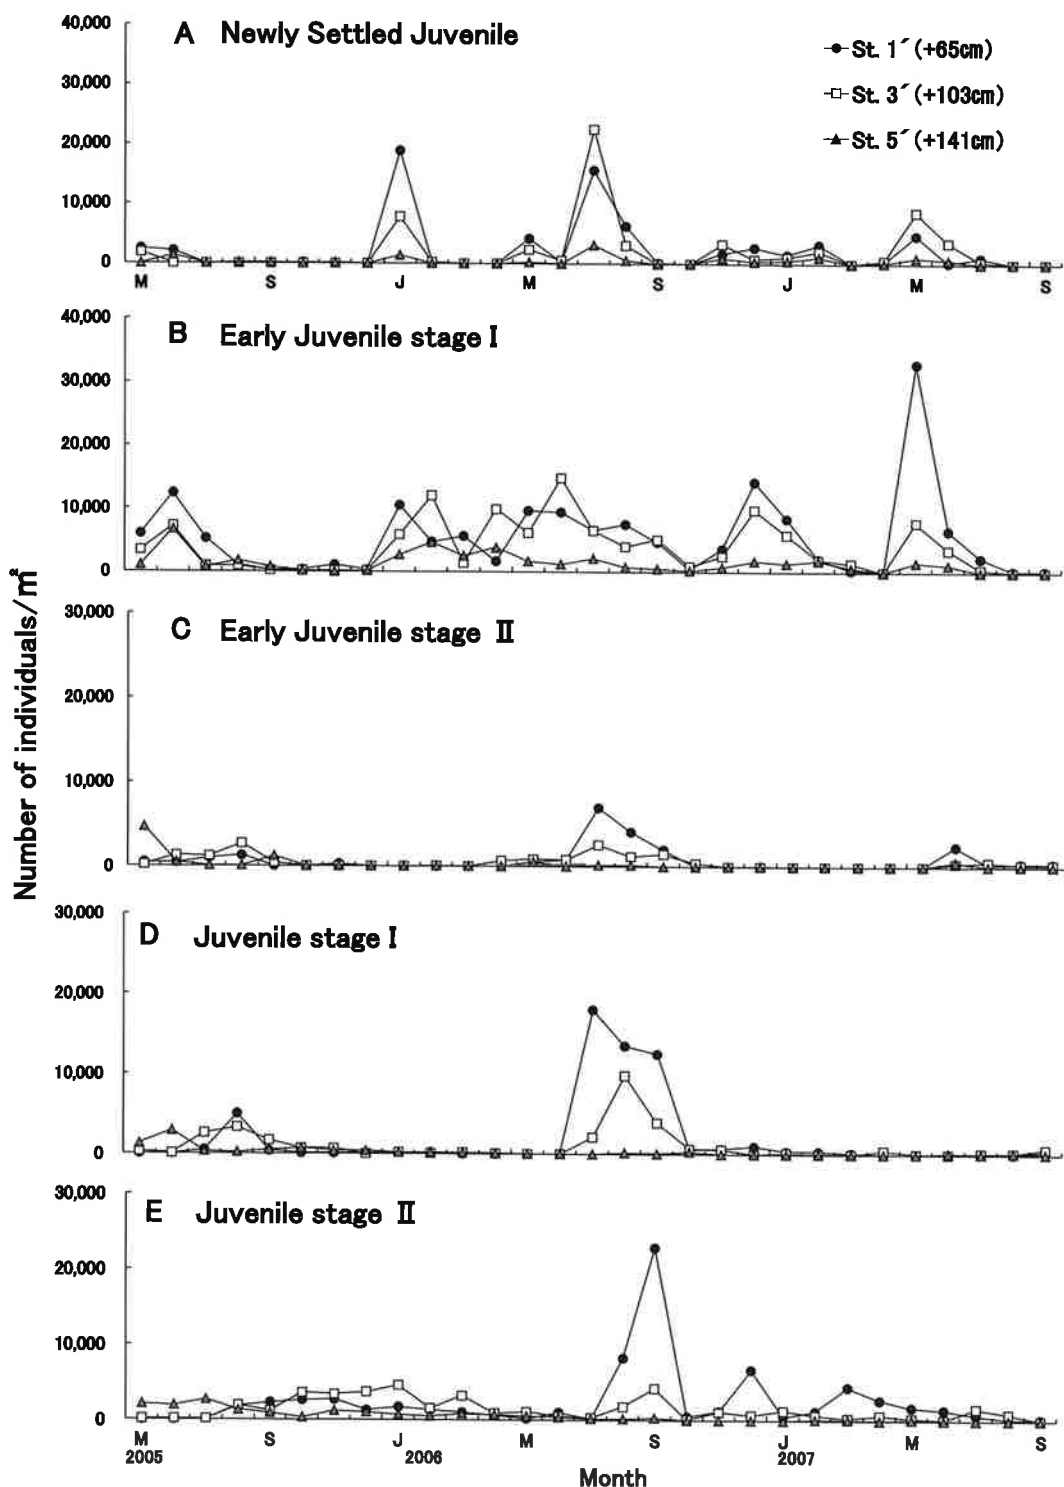 A Newly Settled Juvenile
St. 1´ (+65cm)
St. 3´ (+103cm)
St. 5´ (+141cm)
40,000
30,000
20,000
10,000
0
M S J M S J M S
B Early Juvenile stage Ⅰ
40,000
30,000
20,000
10,000
0
C Early Juvenile stage Ⅱ
30,000
20,000
10,000
0
D Juvenile stage Ⅰ
30,000
20,000
10,000
0
E Juvenile stage Ⅱ
30,000
20,000
10,000
0
M S J M S J M S
2005 2006 2007
Month
Number of individuals/㎡